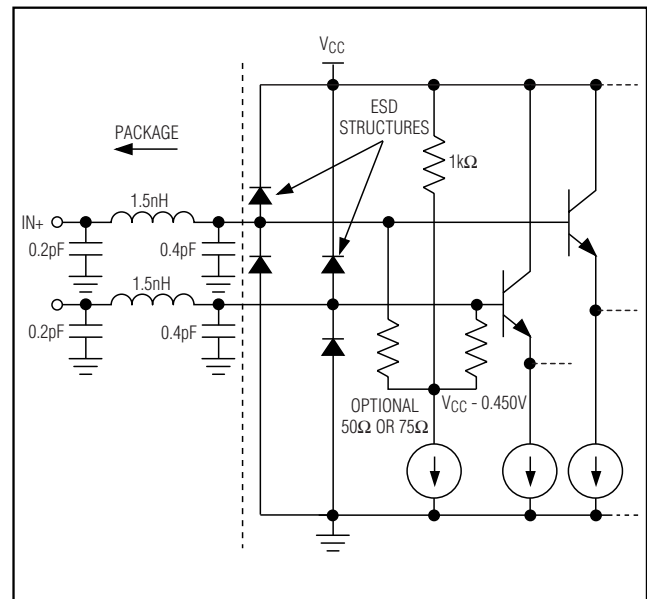 VCC
ESD
STRUCTURES
PACKAGE
1kΩ
1.5nH
IN+
0.2pF
0.4pF
1.5nH
0.2pF
0.4pF
OPTIONAL
50Ω OR 75Ω
VCC - 0.450V